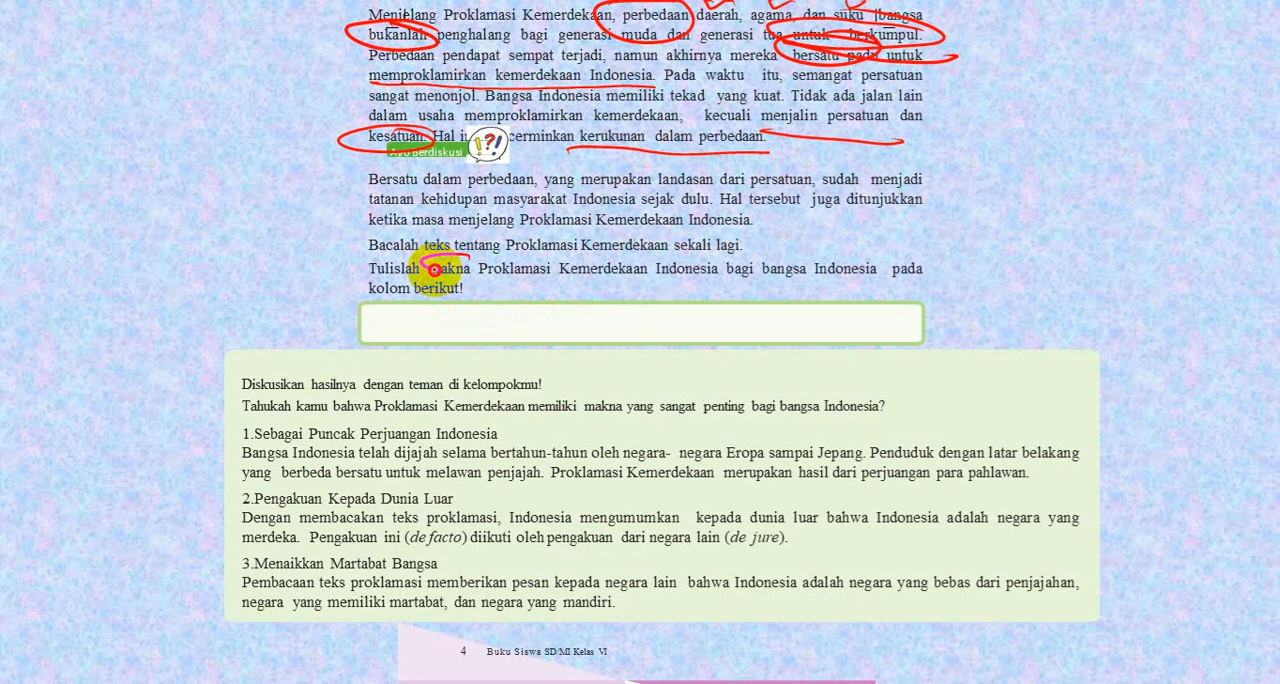 Menjelang Proklamasi Kemerdekaan, perbedaan daerah, agama, dan suku bangsa
bukanlah penghalang bagi generasi muda dan generasi tua untuk berkumpul.
Perbedaan pendapat sempat terjadi, namun akhirnya mereka bersatu padu untuk
memproklamirkan kemerdekaan Indonesia. Pada waktu itu, semangat persatuan
sangat menonjol. Bangsa Indonesia memiliki tekad yang kuat. Tidak ada jalan lain
dalam usaha memproklamirkan kemerdekaan, kecuali menjalin persatuan dan
kesatuan. Hal cerminkan kerukunan dalam perbedaan.
Ayo Berdiskusi !?
Bersatu dalam perbedaan, yang merupakan landasan dari persatuan, sudah menjadi
tatanan kehidupan masyarakat Indonesia sejak dulu. Hal tersebut juga ditunjukkan
ketika masa menjelang Proklamasi Kemerdekaan Indonesia.
Bacalah teks tentang Proklamasi Kemerdekaan sekali lagi.
Tulislah makna Proklamasi Kemerdekaan Indonesia bagi bangsa Indonesia pada
kolom berikut!
Diskusikan hasilnya dengan teman di kelompokmu!
Tahukah kamu bahwa Proklamasi Kemerdekaan memiliki makna yang sangat penting bagi bangsa Indonesia?
1.Sebagai Puncak Perjuangan Indonesia
Bangsa Indonesia telah dijajah selama bertahun-tahun oleh negara- negara Eropa sampai Jepang. Penduduk dengan latar belakang
yang berbeda bersatu untuk melawan penjajah. Proklamasi Kemerdekaan merupakan hasil dari perjuangan para pahlawan.
2.Pengakuan Kepada Dunia Luar
Dengan membacakan teks proklamasi, Indonesia mengumumkan kepada dunia luar bahwa Indonesia adalah negara yang
merdeka. Pengakuan ini (de facto) diikuti oleh pengakuan dari negara lain (de jure).
3.Menaikkan Martabat Bangsa
Pembacaan teks proklamasi memberikan pesan kepada negara lain bahwa Indonesia adalah negara yang bebas dari penjajahan,
negara yang memiliki martabat, dan negara yang mandiri.
4 Buku Siswa SD/MI Kelas VI